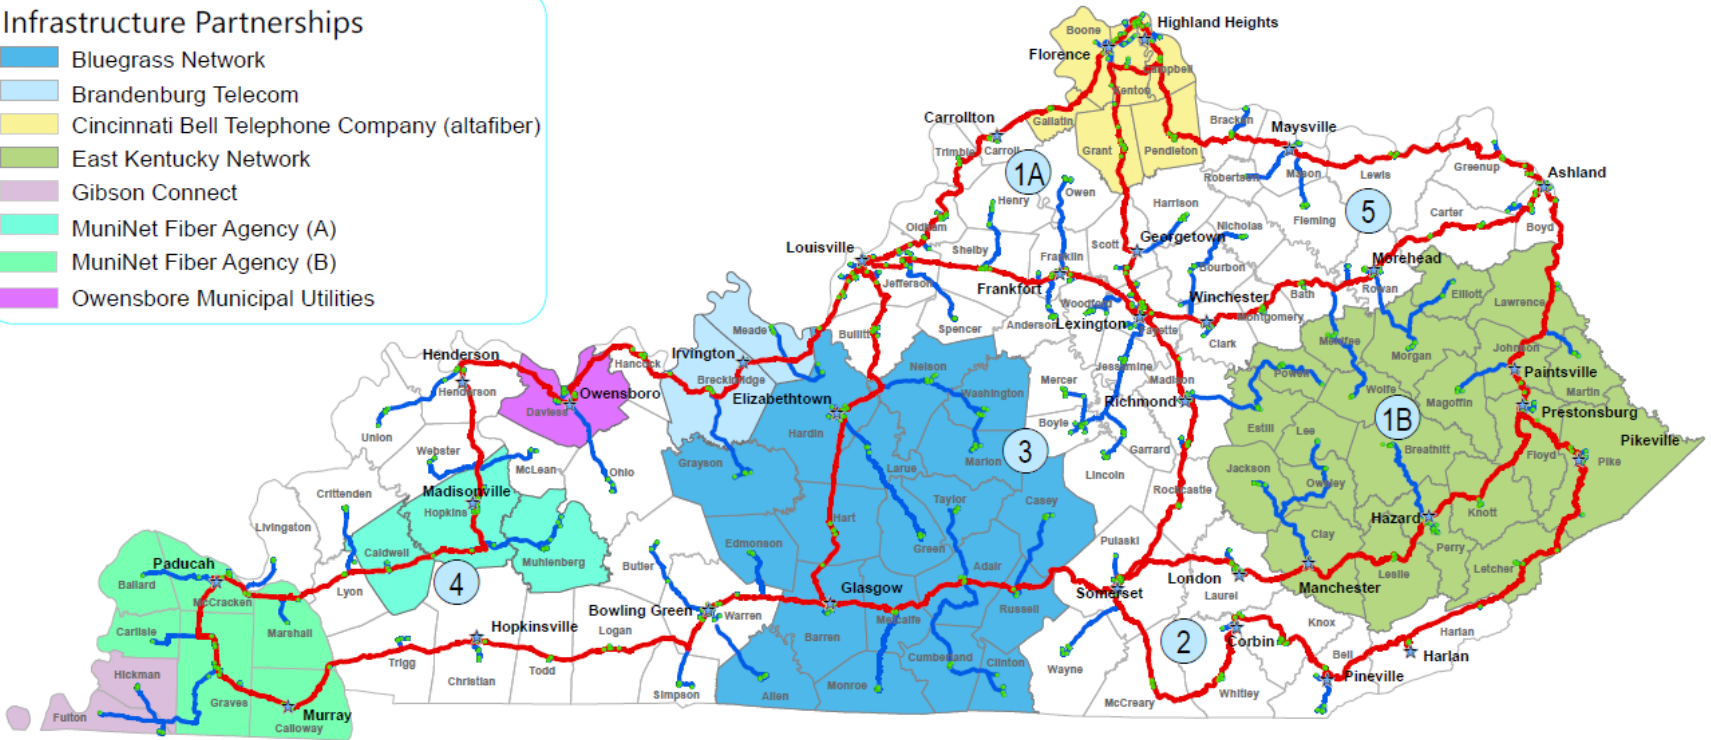 Infrastructure Partnerships
Bluegrass Network
Brandenburg Telecom
Cincinnati Bell Telephone Company (altafiber)
East Kentucky Network
Gibson Connect
MuniNet Fiber Agency (A)
MuniNet Fiber Agency (B)
Owensbore Municipal Utilities
Highland Heights
Boone
Florence
Campbell
Kenton
Carrollton
Gallatin
Bracken
Maysville
Trimble
Carroll
Grant
Pendleton
1A
Robertson
Mason
Lewis
Greenup
Ashland
Owen
Henry
Harrison
Nicholas
Fleming
5
Carter
Boyd
Oldham
Louisville
Shelby
Scott
Georgetown
Franklin
Bourbon
Morehead
Jefferson
Frankfort
Woodford
Winchester
Bath
Rowan
Elliott
Lawrence
Spencer
Anderson
Lexington
Fayette
Montgomery
Clark
Meade
Bullitt
Menifee
Morgan
Johnson
Henderson
Hancock
Irvington
Breckinridge
Nelson
Jessamine
Powell
Paintsville
Henderson
Owensboro
Elizabethtown
Washington
Mercer
Madison
Richmond
Wolfe
Magoffin
Martin
Daviess
Prestonsburg
1B
Union
Hardin
Boyle
Estill
Lee
Pikeville
Webster
McLean
Ohio
Grayson
Larue
Marion
3
Garrard
Lincoln
Jackson
Breathitt
Floyd
Pike
Crittenden
Madisonville
Hopkins
Taylor
Casey
Rockcastle
Owsley
Knott
Livingston
Hart
Hazard
Caldwell
Muhlenberg
Butler
Edmonson
Green
Pulaski
Clay
Perry
Paducah
Ballard
Lyon
4
Adair
London
Laurel
Manchester
Leslie
Letcher
McCracken
Marshall
Bowling Green
Warren
Glasgow
Somerset
Russell
Metcalfe
Carlisle
Hopkinsville
Logan
Barren
2
Corbin
Knox
Harlan
Trigg
Todd
Christian
Cumberland
Clinton
Wayne
Bell
Harlan
Hickman
Graves
Simpson
Allen
Monroe
McCreary
Whitley
Pineville
Fulton
Murray
Calloway